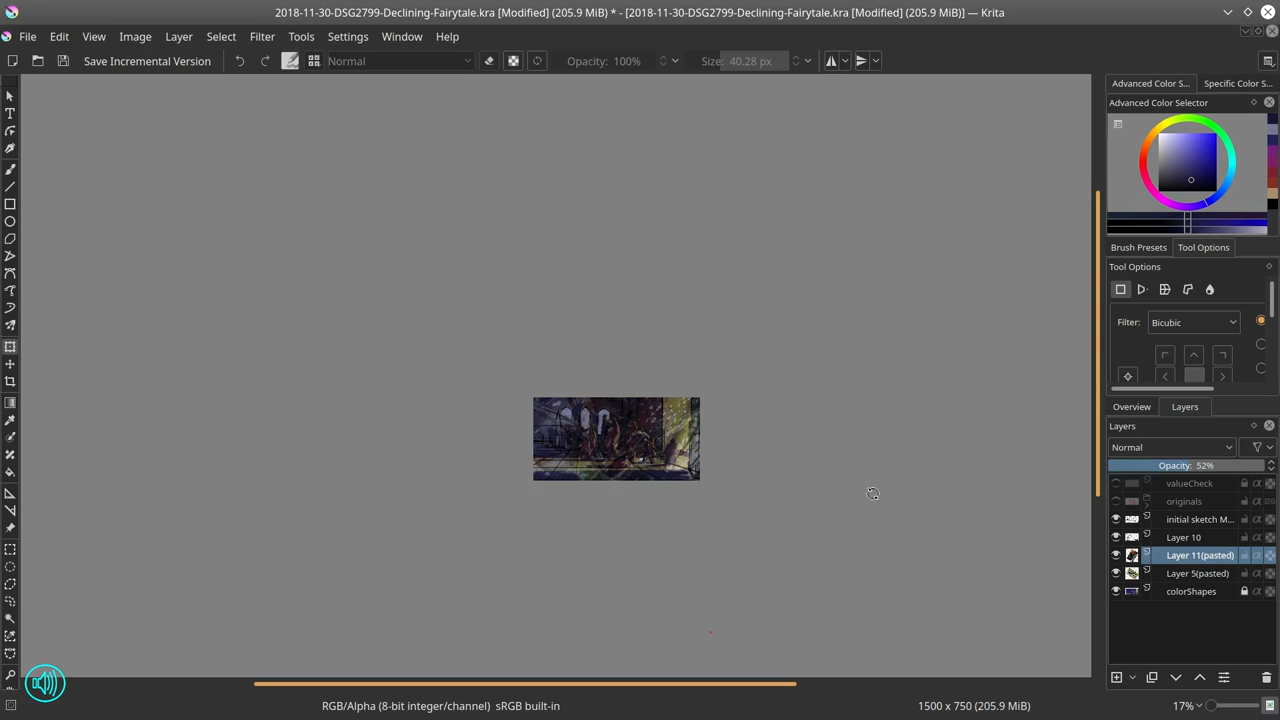 2018-11-30-DSG2799-Declining-Fairytale.kra [Modified] (205.9 MiB) * - [2018-11-30-DSG2799-Declining-Fairytale.kra [Modified] (205.9 MiB)] — Krita
File Edit View Image Layer Select Filter Tools Settings Window Help
Save Incremental Version Normal Opacity: 100% Size: 40.28 px
Advanced Color S... Specific Color S...
Advanced Color Selector
Brush Presets Tool Options
Tool Options
Filter: Bicubic
Overview Layers
Layers
Normal
Opacity: 52%
valueCheck
originals
initial sketch M...
Layer 10
Layer 11(pasted)
Layer 5(pasted)
colorShapes
RGB/Alpha (8-bit integer/channel) sRGB built-in 1500 x 750 (205.9 MiB) 17%